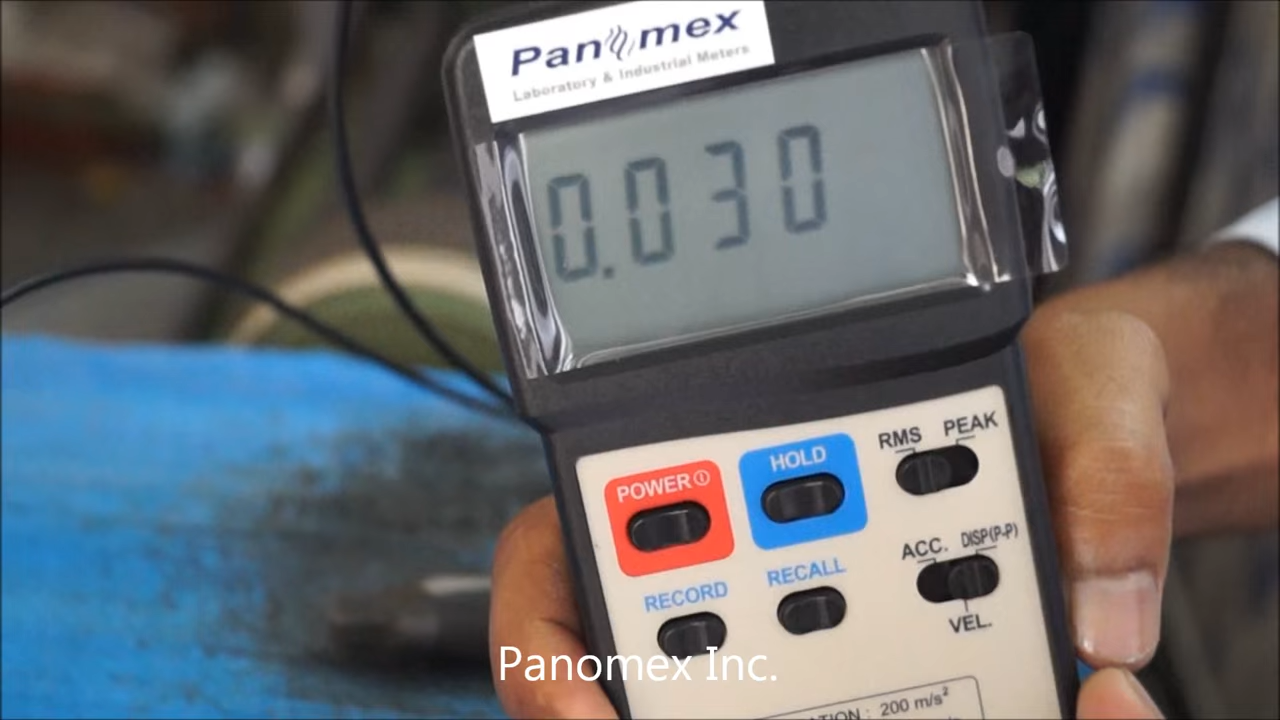 Panomex
Laboratory & Industrial Meters
0.030
RMS PEAK
POWER HOLD
ACC. DISP(P-P)
RECORD RECALL
VEL.
Panomex Inc.
: 200 m/s²